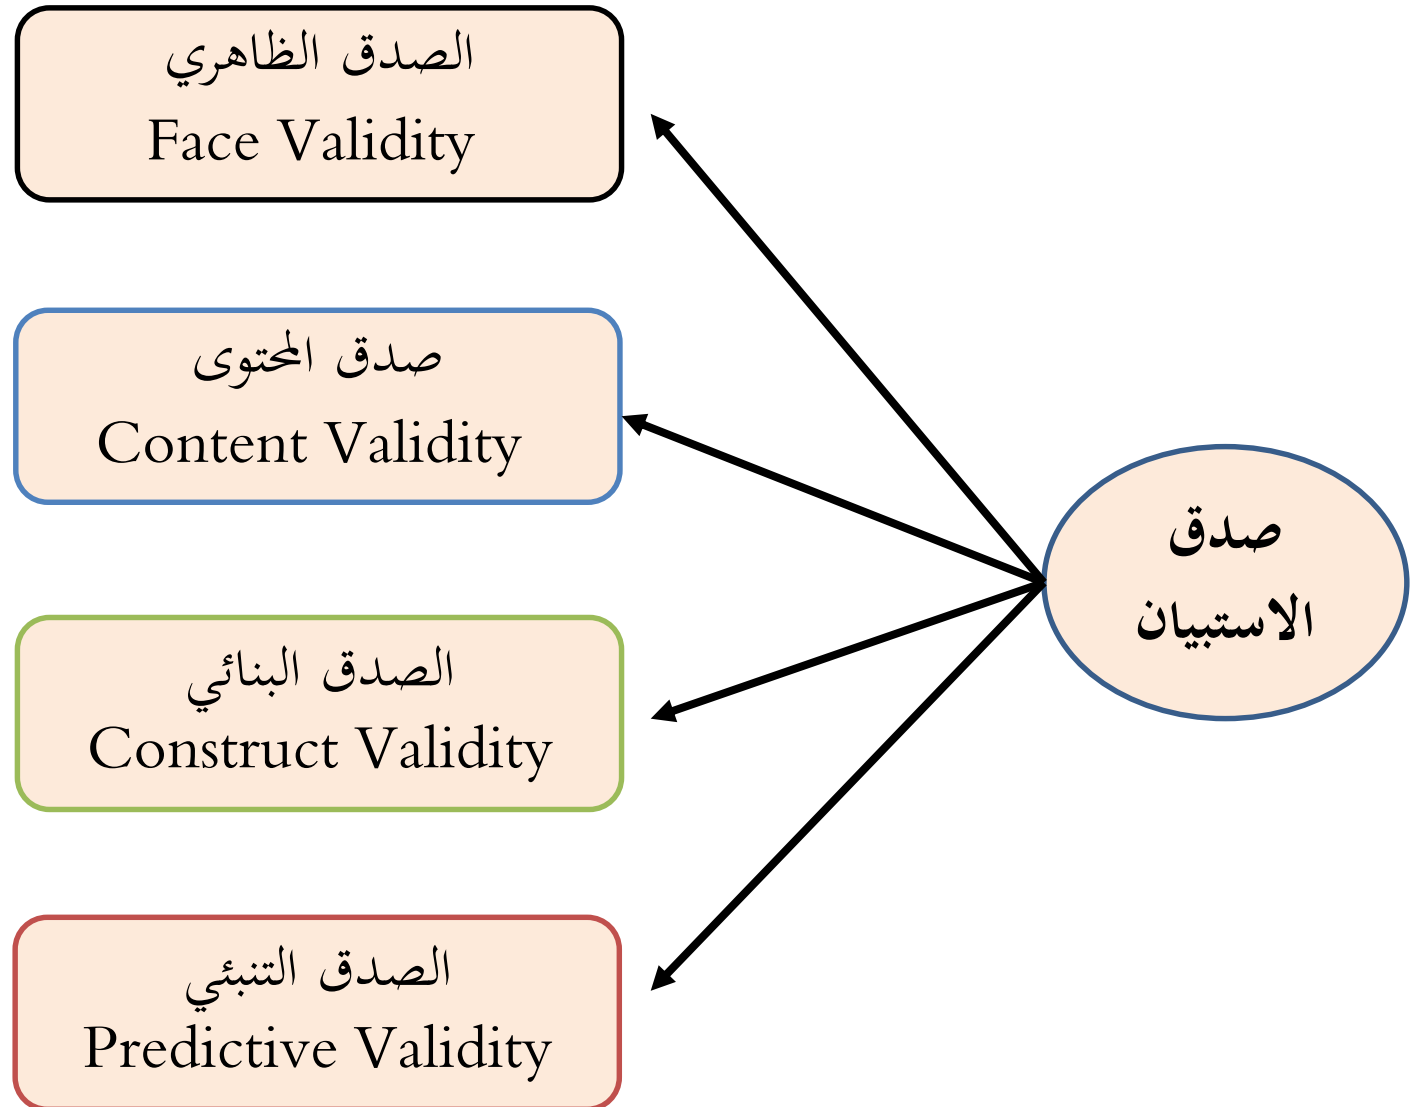 الصدق الظاهري
Face Validity
صدق المحتوى
Content Validity
صدق
الاستبيان
الصدق البنائي
Construct Validity
الصدق التنبئي
Predictive Validity